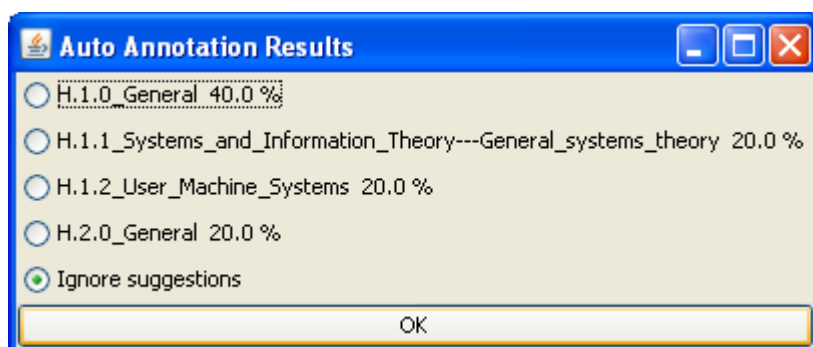 Auto Annotation Results
H.1.0_General 40.0 %
H.1.1_Systems_and_Information_Theory---General_systems_theory 20.0 %
H.1.2_User_Machine_Systems 20.0 %
H.2.0_General 20.0 %
Ignore suggestions
OK